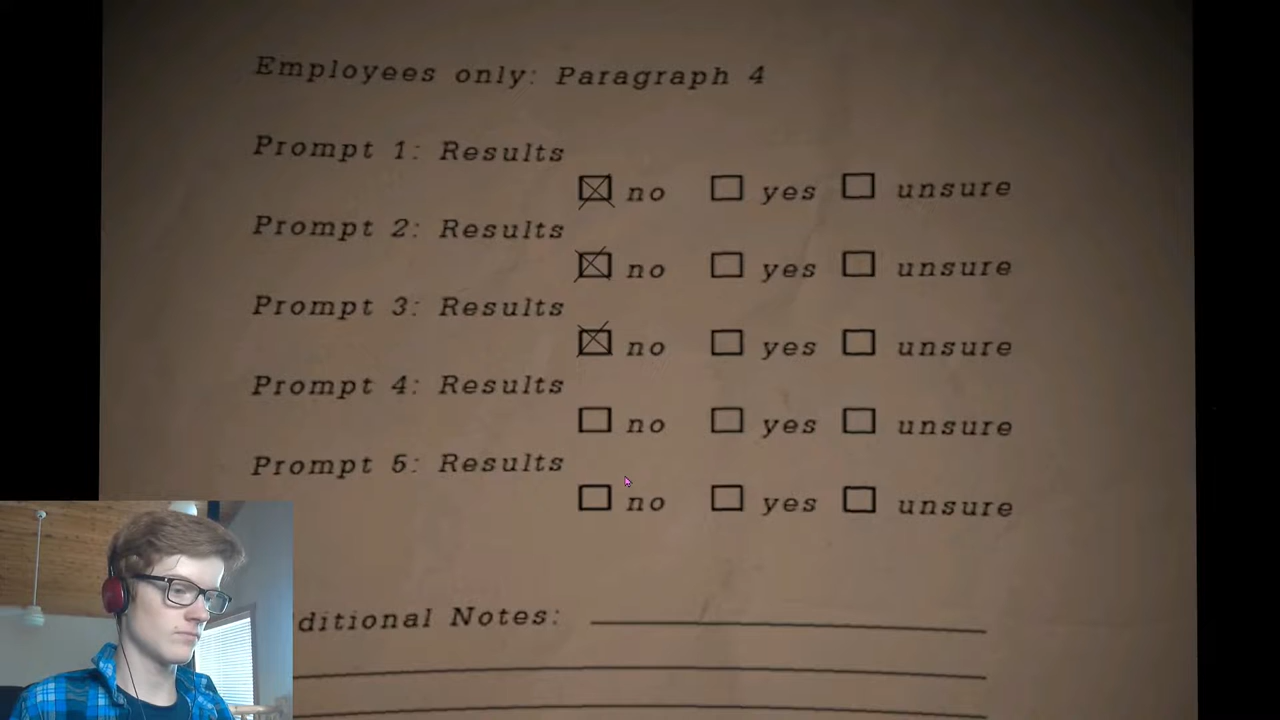 Employees only: Paragraph 4
Prompt 1: Results
no yes unsure
Prompt 2: Results
no yes unsure
Prompt 3: Results
no yes unsure
Prompt 4: Results
no yes unsure
Prompt 5: Results
no yes unsure
ditional Notes: